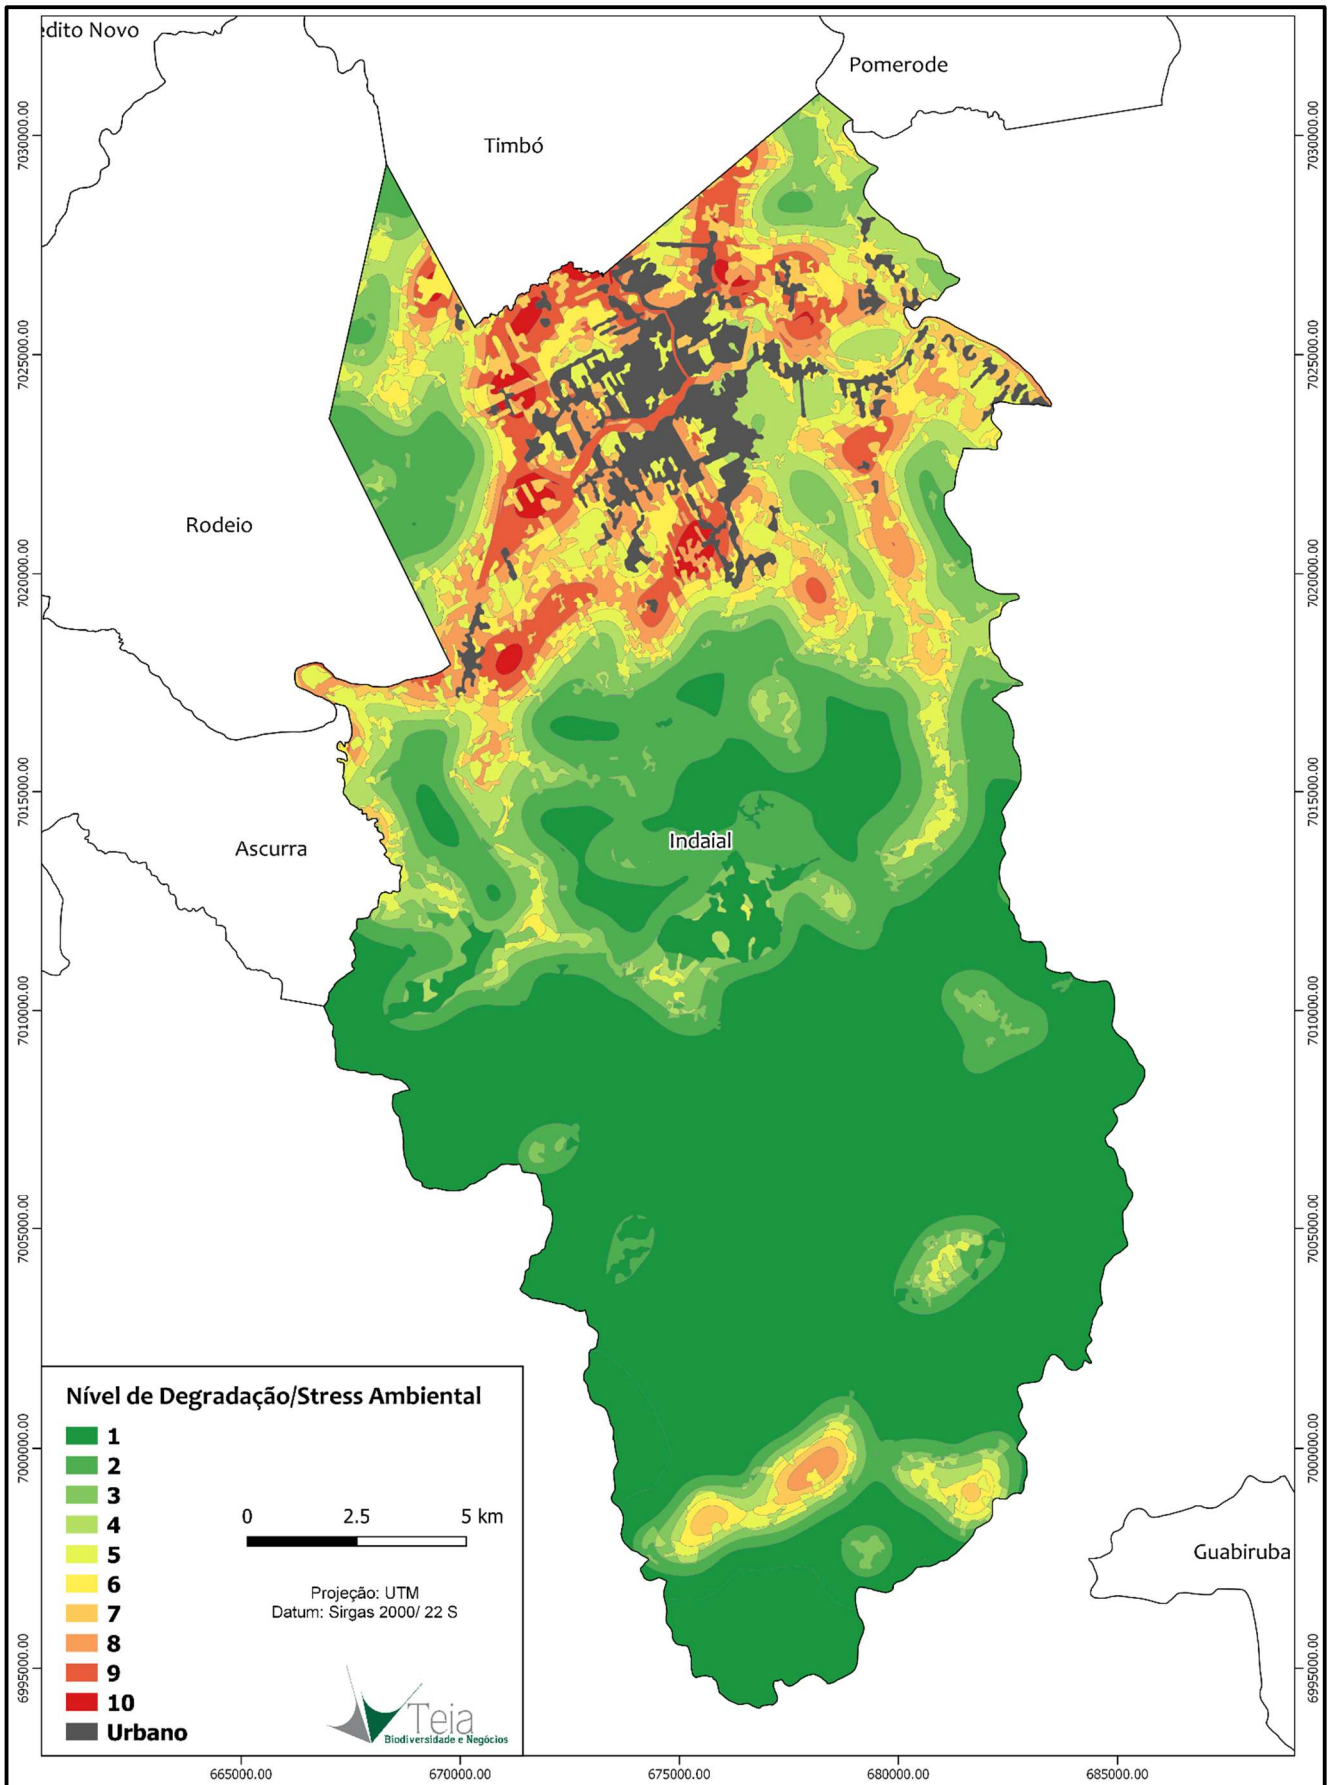 edito Novo
Pomerode
Timbó
Rodeio
Ascurra
Indaial
Guabiruba
7030000.00
7025000.00
7020000.00
7015000.00
7010000.00
7005000.00
7000000.00
6995000.00
7030000.00
7025000.00
7020000.00
7015000.00
7010000.00
7005000.00
7000000.00
6995000.00
Nível de Degradação/Stress Ambiental
1
2
3
4
5
6
7
8
9
10
Urbano
0 2.5 5 km
Projeção: UTM
Datum: Sirgas 2000/ 22 S
Teia
Biodiversidade e Negócios
665000.00 670000.00 675000.00 680000.00 685000.00